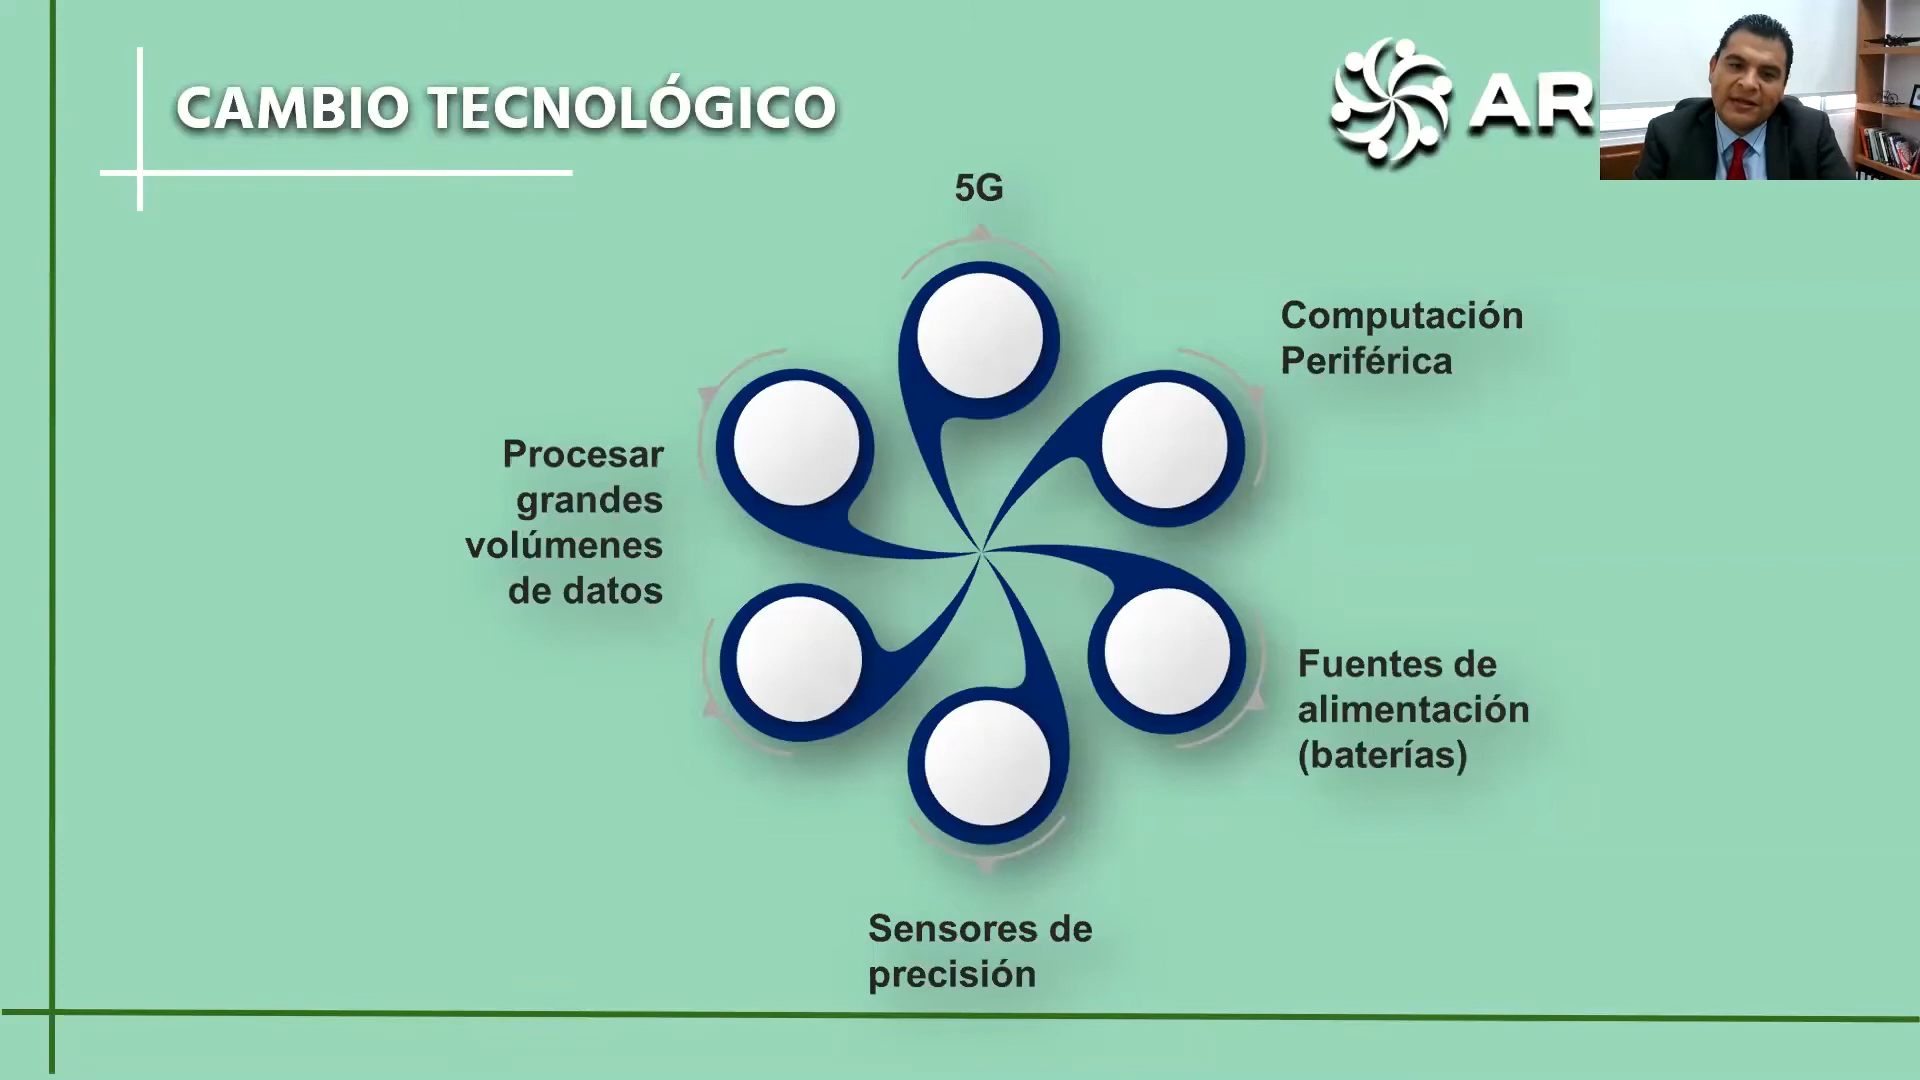 CAMBIO TECNOLÓGICO
AR
5G
Computación
Periférica
Procesar
grandes
volúmenes
de datos
Fuentes de
alimentación
(baterías)
Sensores de
precisión